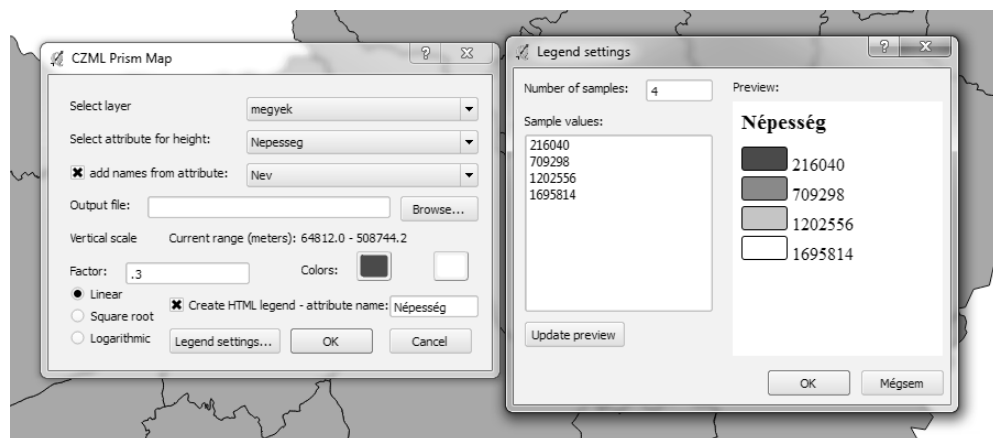 CZML Prism Map
Select layer
megyek
Select attribute for height:
Nepesseg
add names from attribute:
Nev
Output file:
Browse...
Vertical scale Current range (meters): 64812.0 - 508744.2
Factor: .3 Colors:
Linear
Square root
Logarithmic
Create HTML legend - attribute name: Népesség
Legend settings... OK Cancel
Legend settings
Number of samples: 4
Sample values:
216040
709298
1202556
1695814
Update preview
Preview:
Népesség
216040
709298
1202556
1695814
OK Mégsem